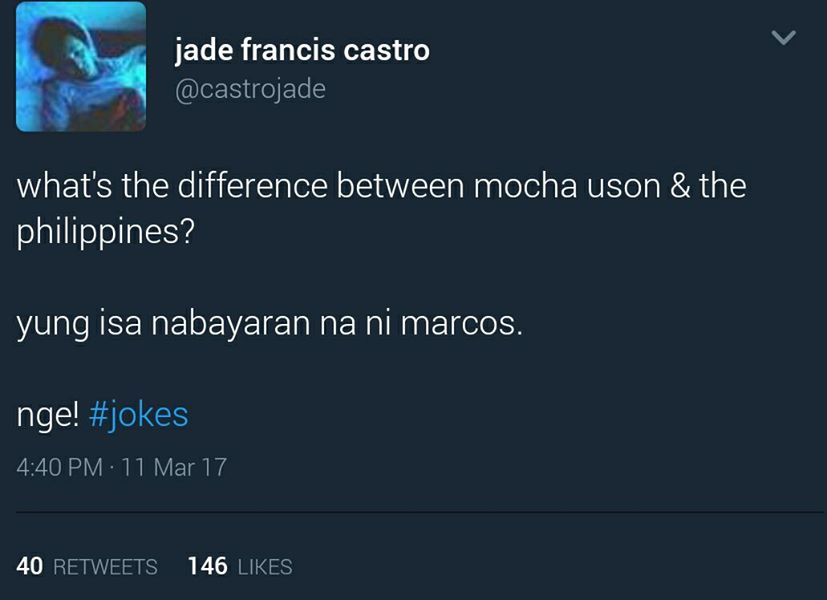 jade francis castro
@castrojade
what's the difference between mocha uson & the
philippines?
yung isa nabayaran na ni marcos.
nge! #jokes
4:40 PM · 11 Mar 17
40 RETWEETS 146 LIKES